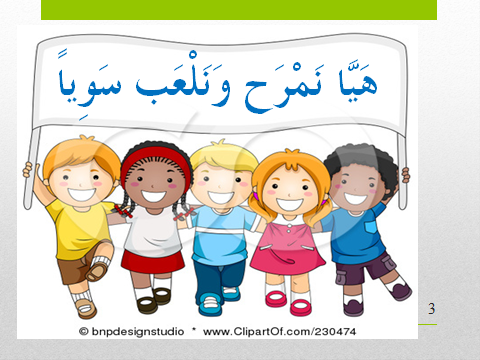 هَيَّا نَمْرَح وَنَلْعَب سَوِياً
3
© bnpdesignstudio * www.ClipartOf.com/230474